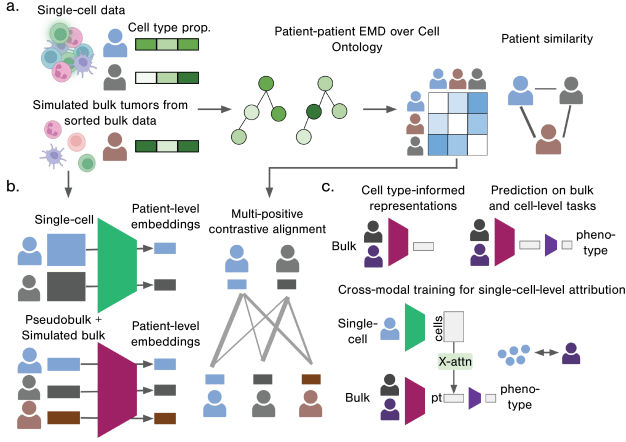 a.
Single-cell data
Cell type prop.
Simulated bulk tumors from
sorted bulk data
Patient-patient EMD over Cell
Ontology
Patient similarity
b.
Single-cell
Patient-level
embeddings
Pseudobulk +
Simulated bulk
Patient-level
embeddings
Multi-positive
contrastive alignment
c.
Cell type-informed
representations
Bulk
Prediction on bulk
and cell-level tasks
pheno-
type
Cross-modal training for single-cell-level attribution
Single-
cell
cells
X-attn
Bulk
pt
pheno-
type